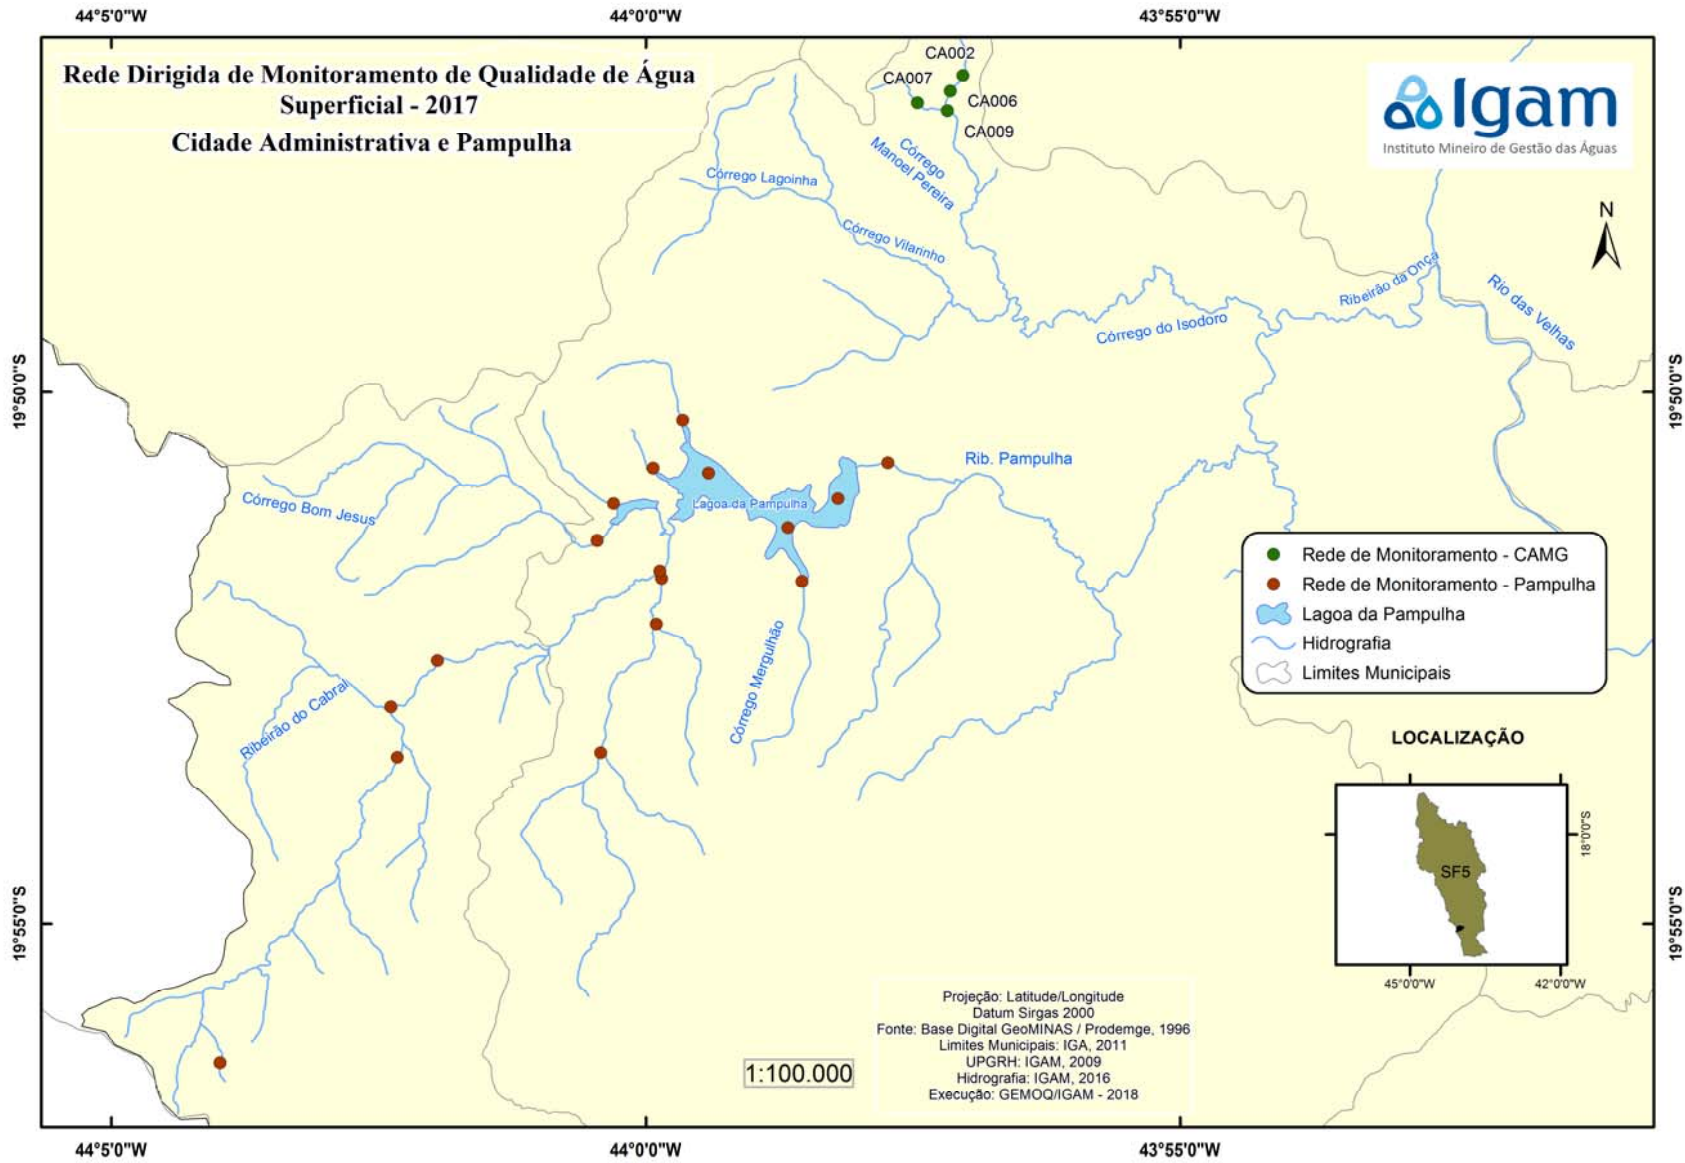 44°5'0"W
44°0'0"W
43°55'0"W
Rede Dirigida de Monitoramento de Qualidade de Água
Superficial - 2017
Cidade Administrativa e Pampulha
CA002
CA007
CA006
CA009
Igam
Instituto Mineiro de Gestão das Águas
N
Córrego
Manoel Pereira
Córrego Lagoinha
Córrego Vilarinho
Ribeirão da Onça
Rio das Velhas
Córrego do Isodoro
19°50'0"S
19°50'0"S
Rib. Pampulha
Córrego Bom Jesus
Lagoa da Pampulha
Rede de Monitoramento - CAMG
Rede de Monitoramento - Pampulha
Lagoa da Pampulha
Hidrografia
Limites Municipais
Córrego Mergulhão
Ribeirão do Cabral
LOCALIZAÇÃO
18°0'0"S
SF5
45°0'0"W
42°0'0"W
19°55'0"S
19°55'0"S
Projeção: Latitude/Longitude
Datum Sirgas 2000
Fonte: Base Digital GeoMINAS / Prodemge, 1996
Limites Municipais: IGA, 2011
UPGRH: IGAM, 2009
Hidrografia: IGAM, 2016
Execução: GEMOQ/IGAM - 2018
1:100.000
44°5'0"W
44°0'0"W
43°55'0"W